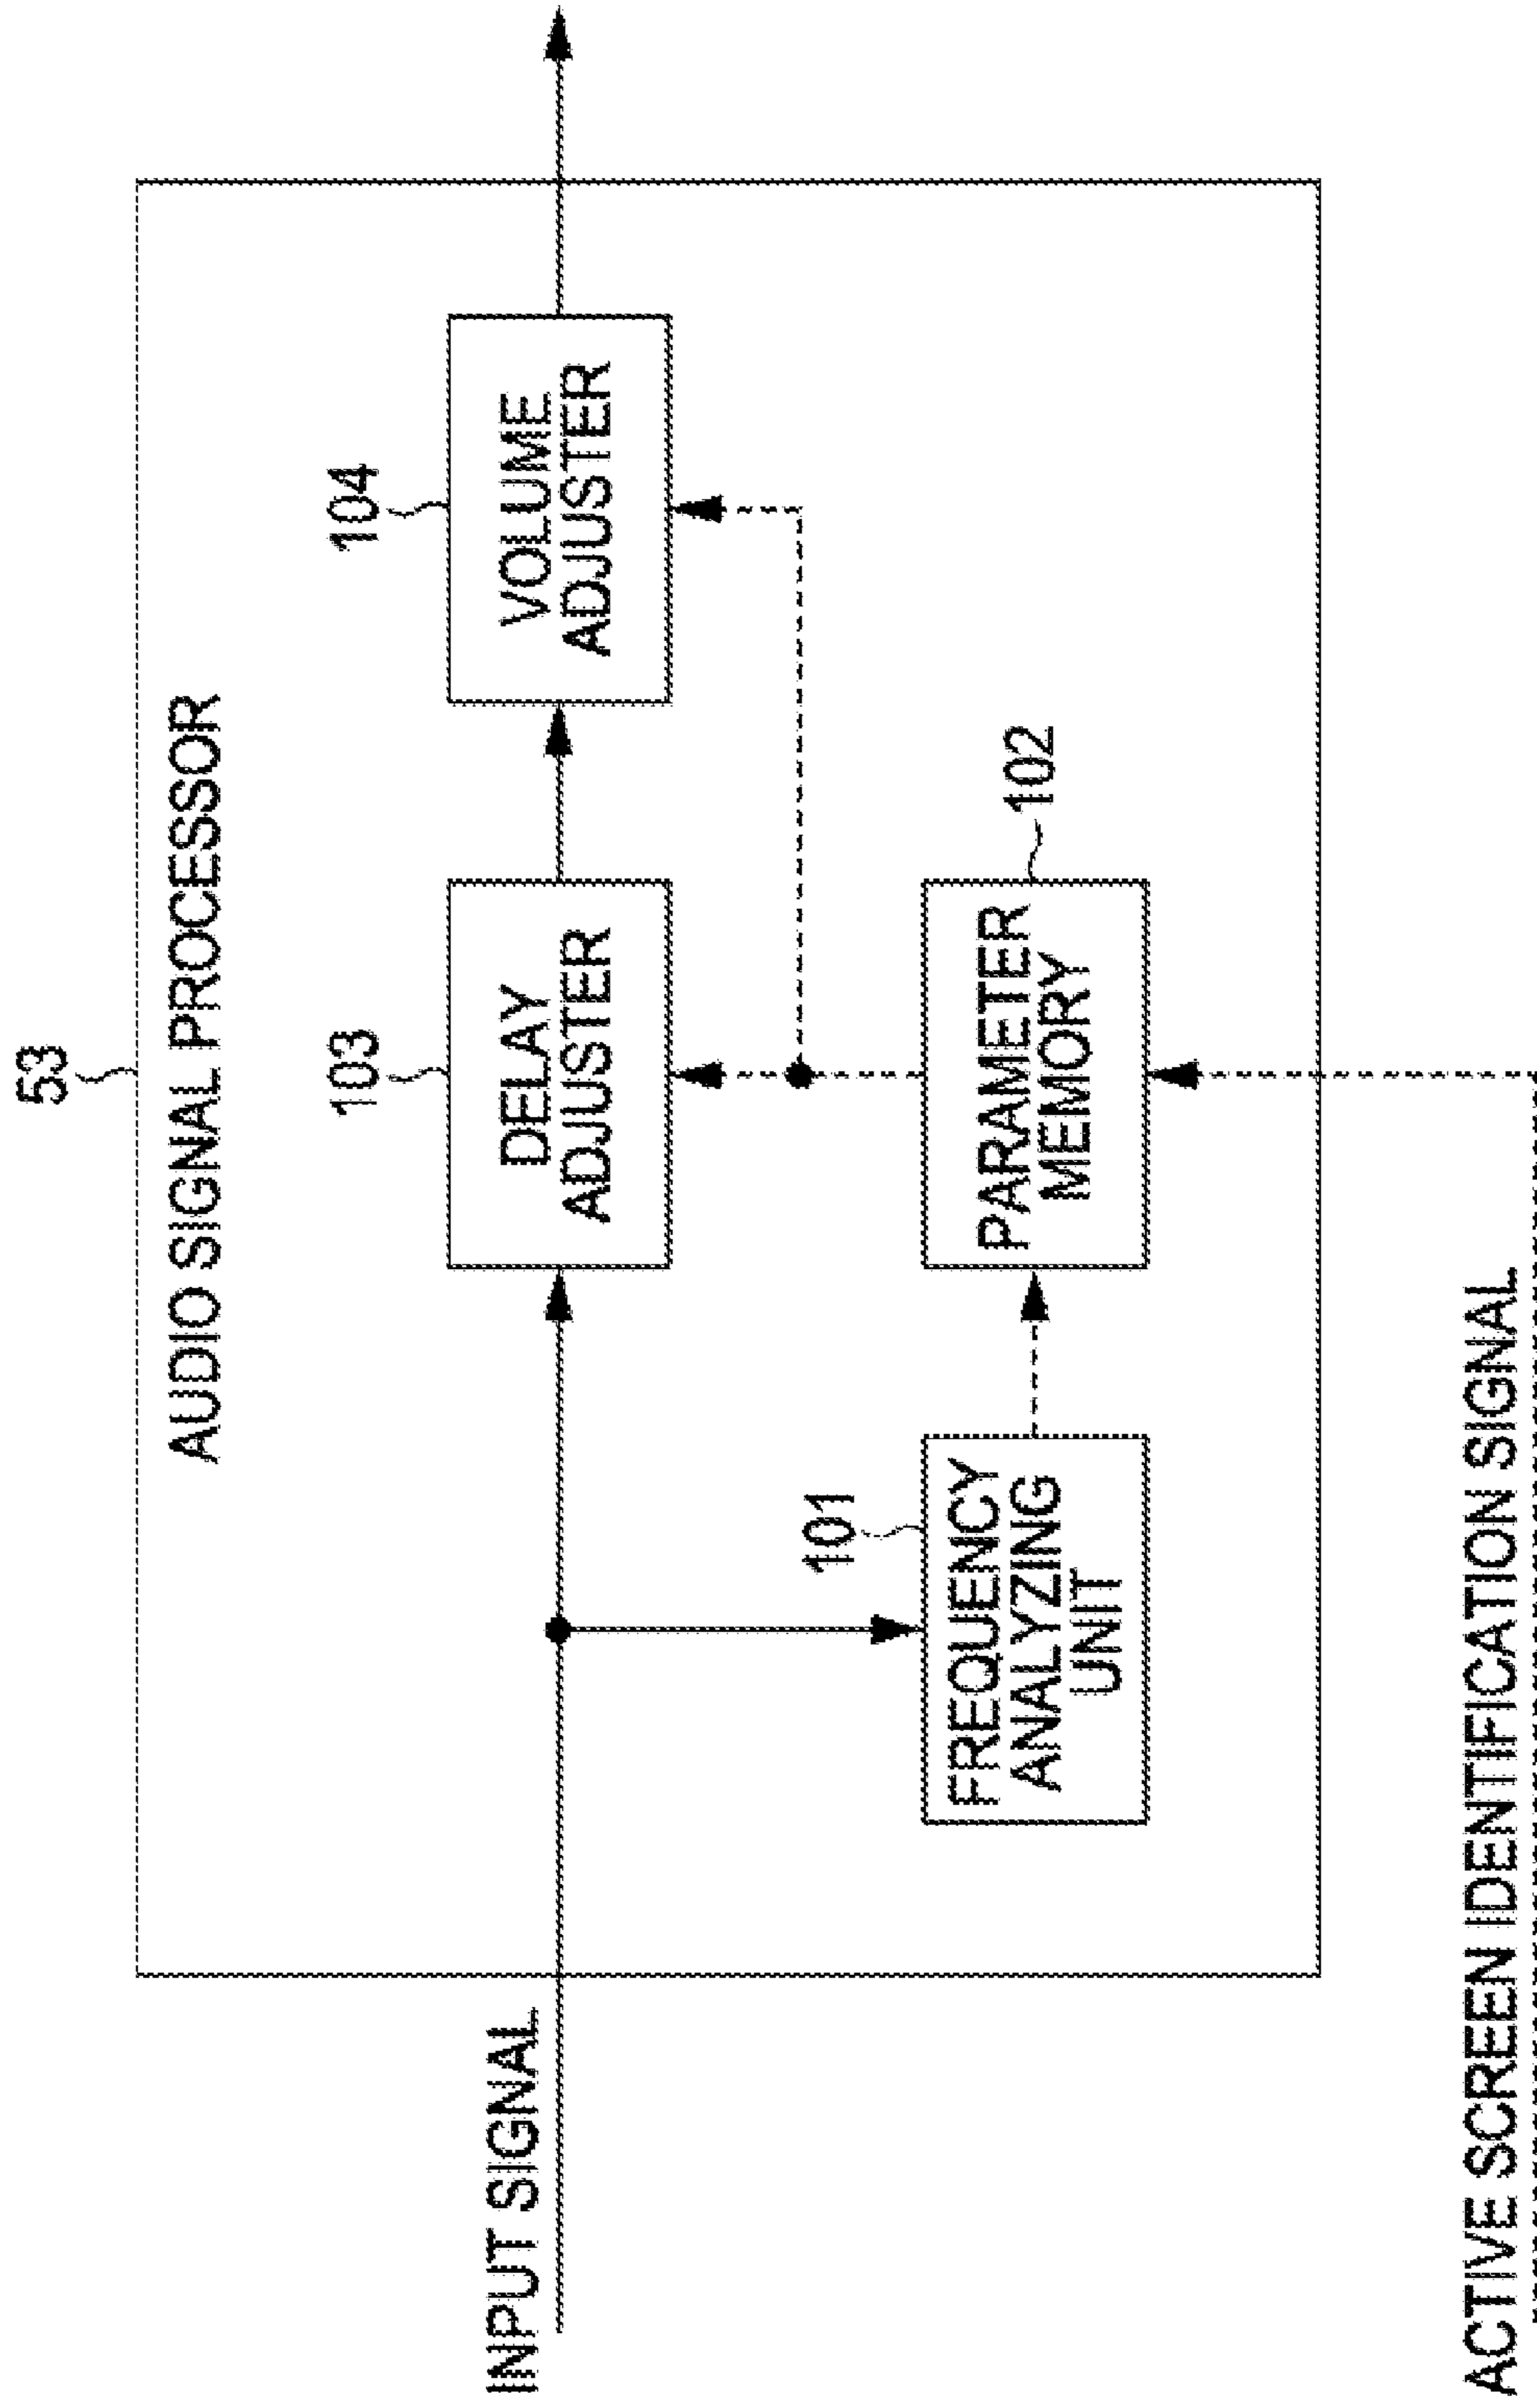 53
AUDIO SIGNAL PROCESSOR
103
104
INPUT SIGNAL
DELAY
ADJUSTER
VOLUME
ADJUSTER
101
102
FREQUENCY
ANALYZING
UNIT
PARAMETER
MEMORY
ACTIVE SCREEN IDENTIFICATION SIGNAL